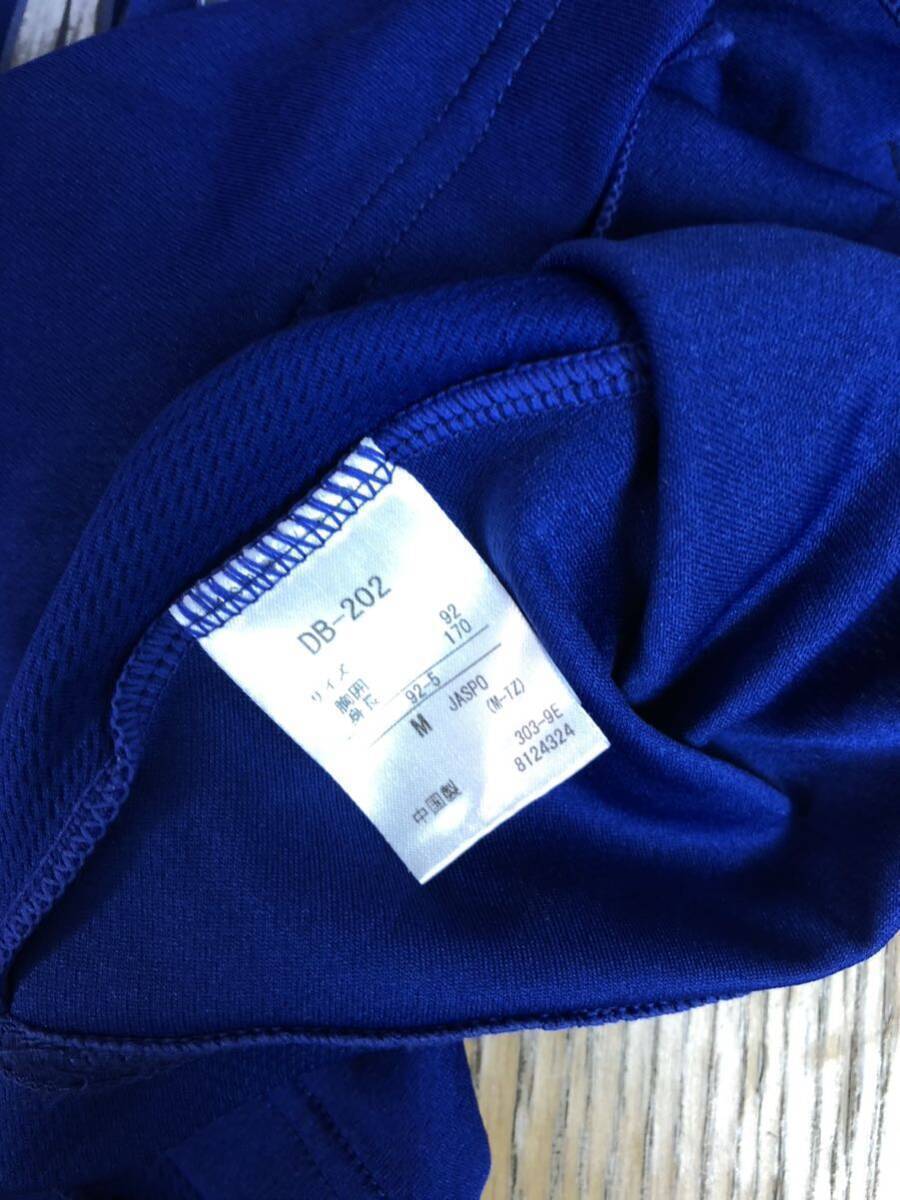 DB-202
サイズ
胸囲 92
身長 170
92-5
M JASPO
(M-TZ)
303-9E
8124324
中国製